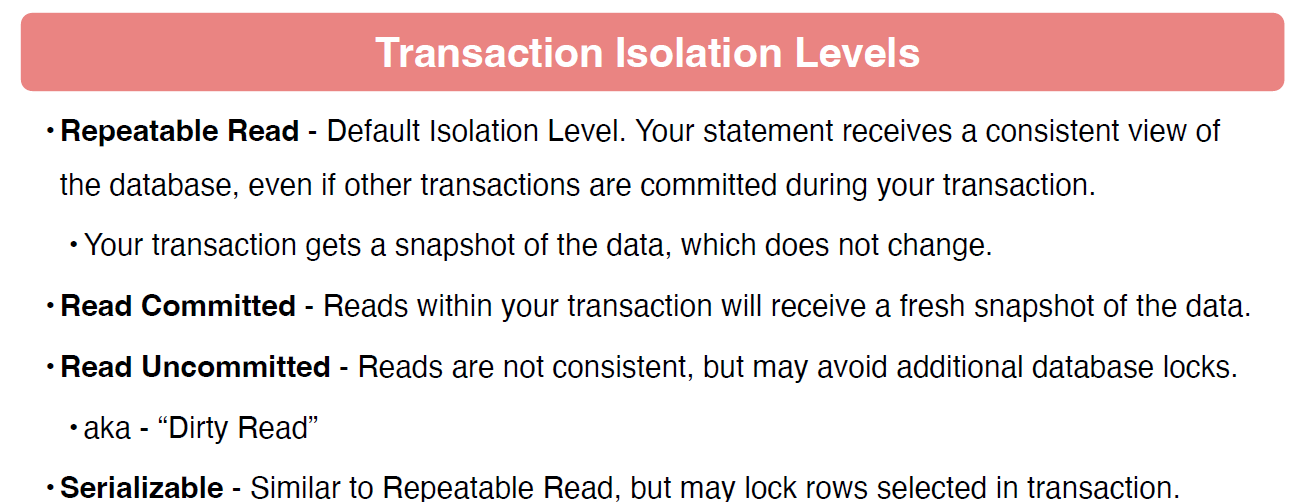 Transaction Isolation Levels
• Repeatable Read - Default Isolation Level. Your statement receives a consistent view of
the database, even if other transactions are committed during your transaction.
• Your transaction gets a snapshot of the data, which does not change.
• Read Committed - Reads within your transaction will receive a fresh snapshot of the data.
• Read Uncommitted - Reads are not consistent, but may avoid additional database locks.
• aka - “Dirty Read”
• Serializable - Similar to Repeatable Read, but may lock rows selected in transaction.